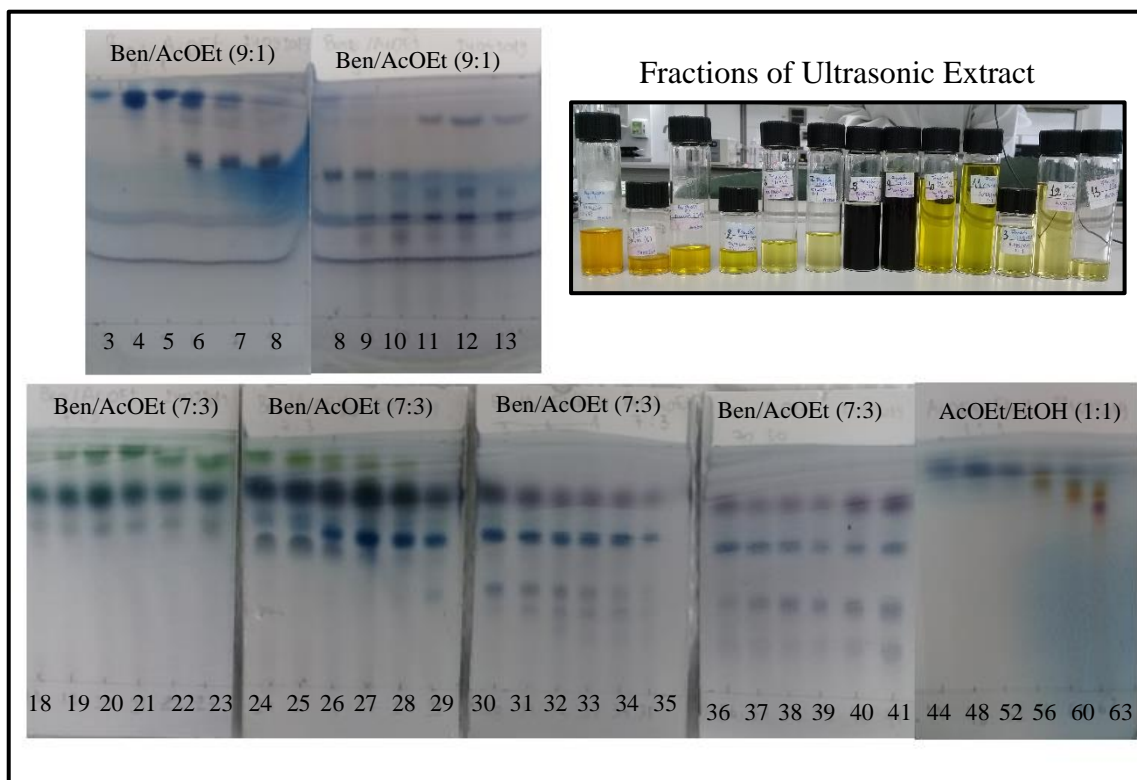 Ben/AcOEt (9:1)
Ben/AcOEt (9:1)
Fractions of Ultrasonic Extract
3 4 5 6 7 8
8 9 10 11 12 13
Ben/AcOEt (7:3)
Ben/AcOEt (7:3)
Ben/AcOEt (7:3)
Ben/AcOEt (7:3)
AcOEt/EtOH (1:1)
18 19 20 21 22 23
24 25 26 27 28 29
30 31 32 33 34 35
36 37 38 39 40 41
44 48 52 56 60 63